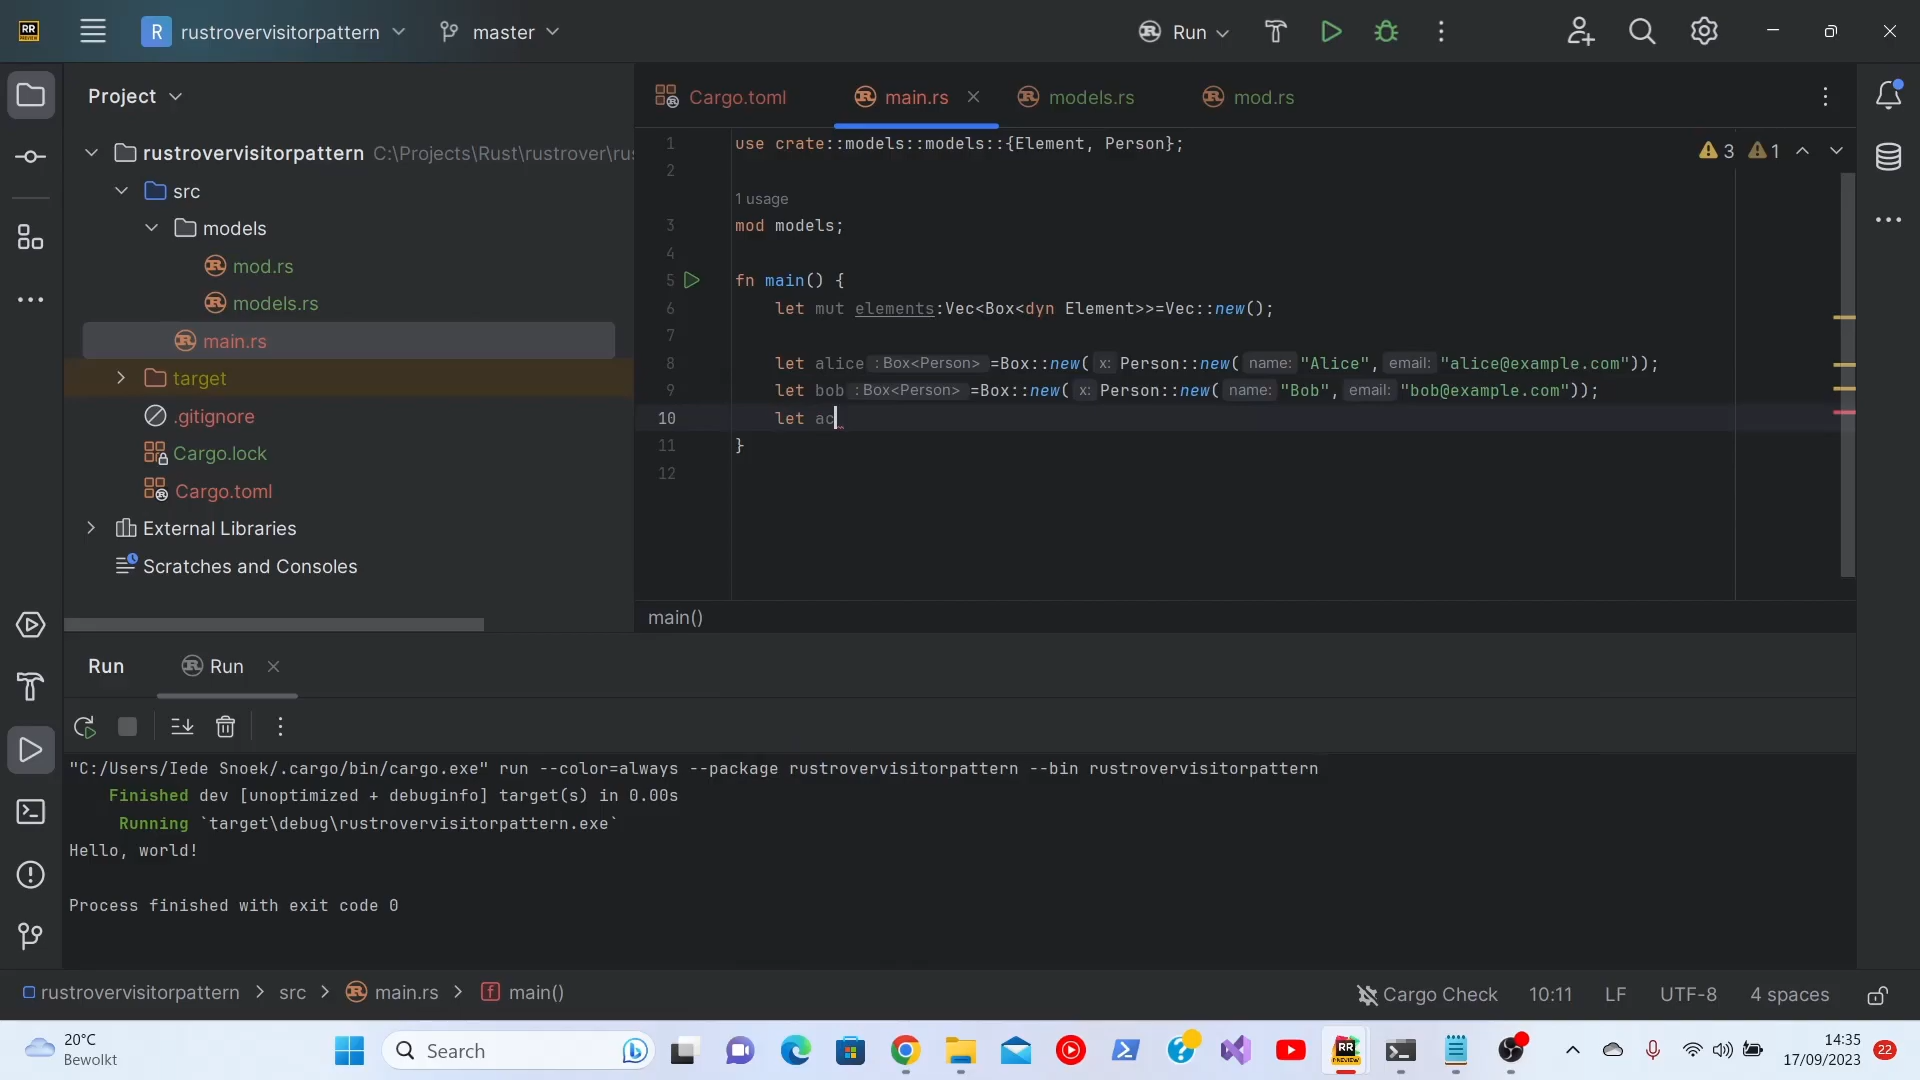 RR
PREVIEW
R rustrovervisitorpattern
master
Run
Project
rustrovervisitorpattern C:\Projects\Rust\rustrover\ru
src
models
mod.rs
models.rs
main.rs
target
.gitignore
Cargo.lock
Cargo.toml
External Libraries
Scratches and Consoles
Cargo.toml
main.rs
models.rs
mod.rs
3 1
1 use crate::models::models::{Element, Person};
2
1 usage
3 mod models;
4
5 fn main() {
6 let mut elements:Vec<Box<dyn Element>>=Vec::new();
7
8 let alice : Box<Person> =Box::new( x: Person::new( name: "Alice", email: "alice@example.com"));
9 let bob : Box<Person> =Box::new( x: Person::new( name: "Bob", email: "bob@example.com"));
10 let ac
11 }
12
main()
Run Run
"C:/Users/Iede Snoek/.cargo/bin/cargo.exe" run --color=always --package rustrovervisitorpattern --bin rustrovervisitorpattern
Finished dev [unoptimized + debuginfo] target(s) in 0.00s
Running `target\debug\rustrovervisitorpattern.exe`
Hello, world!
Process finished with exit code 0
rustrovervisitorpattern > src > main.rs > f main()
Cargo Check 10:11 LF UTF-8 4 spaces
20°C
Bewolkt
Search
RR
PREVIEW
14:35
17/09/2023
22